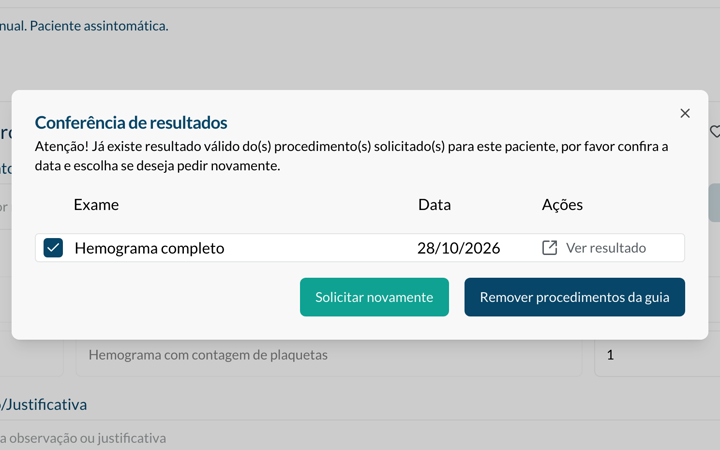 nual. Paciente assintomática.
Conferência de resultados
Atenção! Já existe resultado válido do(s) procedimento(s) solicitado(s) para este paciente, por favor confira a
data e escolha se deseja pedir novamente.
Exame Data Ações
Hemograma completo 28/10/2026 Ver resultado
Solicitar novamente Remover procedimentos da guia
Hemograma com contagem de plaquetas 1
/Justificativa
a observação ou justificativa